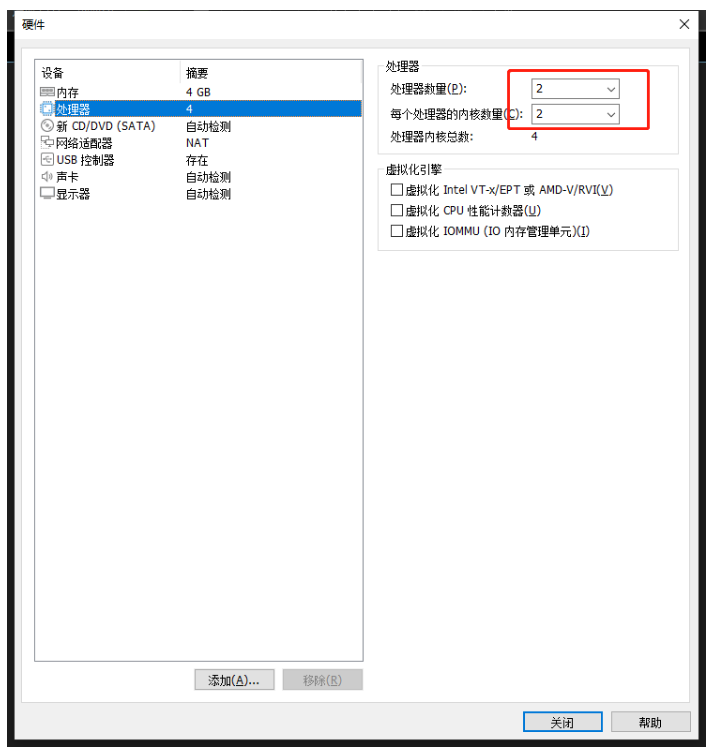 硬件
设备 摘要
内存 4 GB
处理器 4
新 CD/DVD (SATA) 自动检测
网络适配器 NAT
USB 控制器 存在
声卡 自动检测
显示器 自动检测
添加(A)... 移除(R)
处理器
处理器数量(P): 2
每个处理器的内核数量(C): 2
处理器内核总数: 4
虚拟化引擎
虚拟化 Intel VT-x/EPT 或 AMD-V/RVI(V)
虚拟化 CPU 性能计数器(U)
虚拟化 IOMMU (IO 内存管理单元)(I)
关闭 帮助